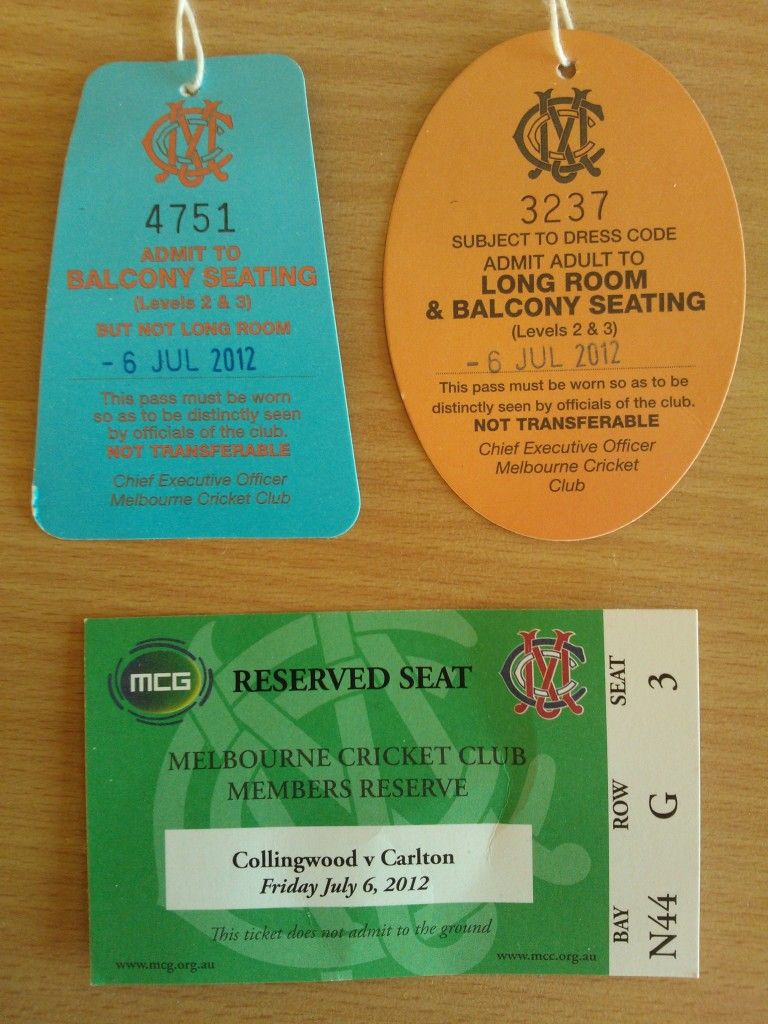 4751
ADMIT TO
BALCONY SEATING
(Levels 2 & 3)
BUT NOT LONG ROOM
- 6 JUL 2012
This pass must be worn
so as to be distinctly seen
by officials of the club.
NOT TRANSFERABLE
Chief Executive Officer
Melbourne Cricket Club
3237
SUBJECT TO DRESS CODE
ADMIT ADULT TO
LONG ROOM
& BALCONY SEATING
(Levels 2 & 3)
- 6 JUL 2012
This pass must be worn so as to be
distinctly seen by officials of the club.
NOT TRANSFERABLE
Chief Executive Officer
Melbourne Cricket
Club
MCG
RESERVED SEAT
MELBOURNE CRICKET CLUB
MEMBERS RESERVE
Collingwood v Carlton
Friday July 6, 2012
This ticket does not admit to the ground
www.mcg.org.au
www.mcc.org.au
SEAT 3
ROW G
BAY N44